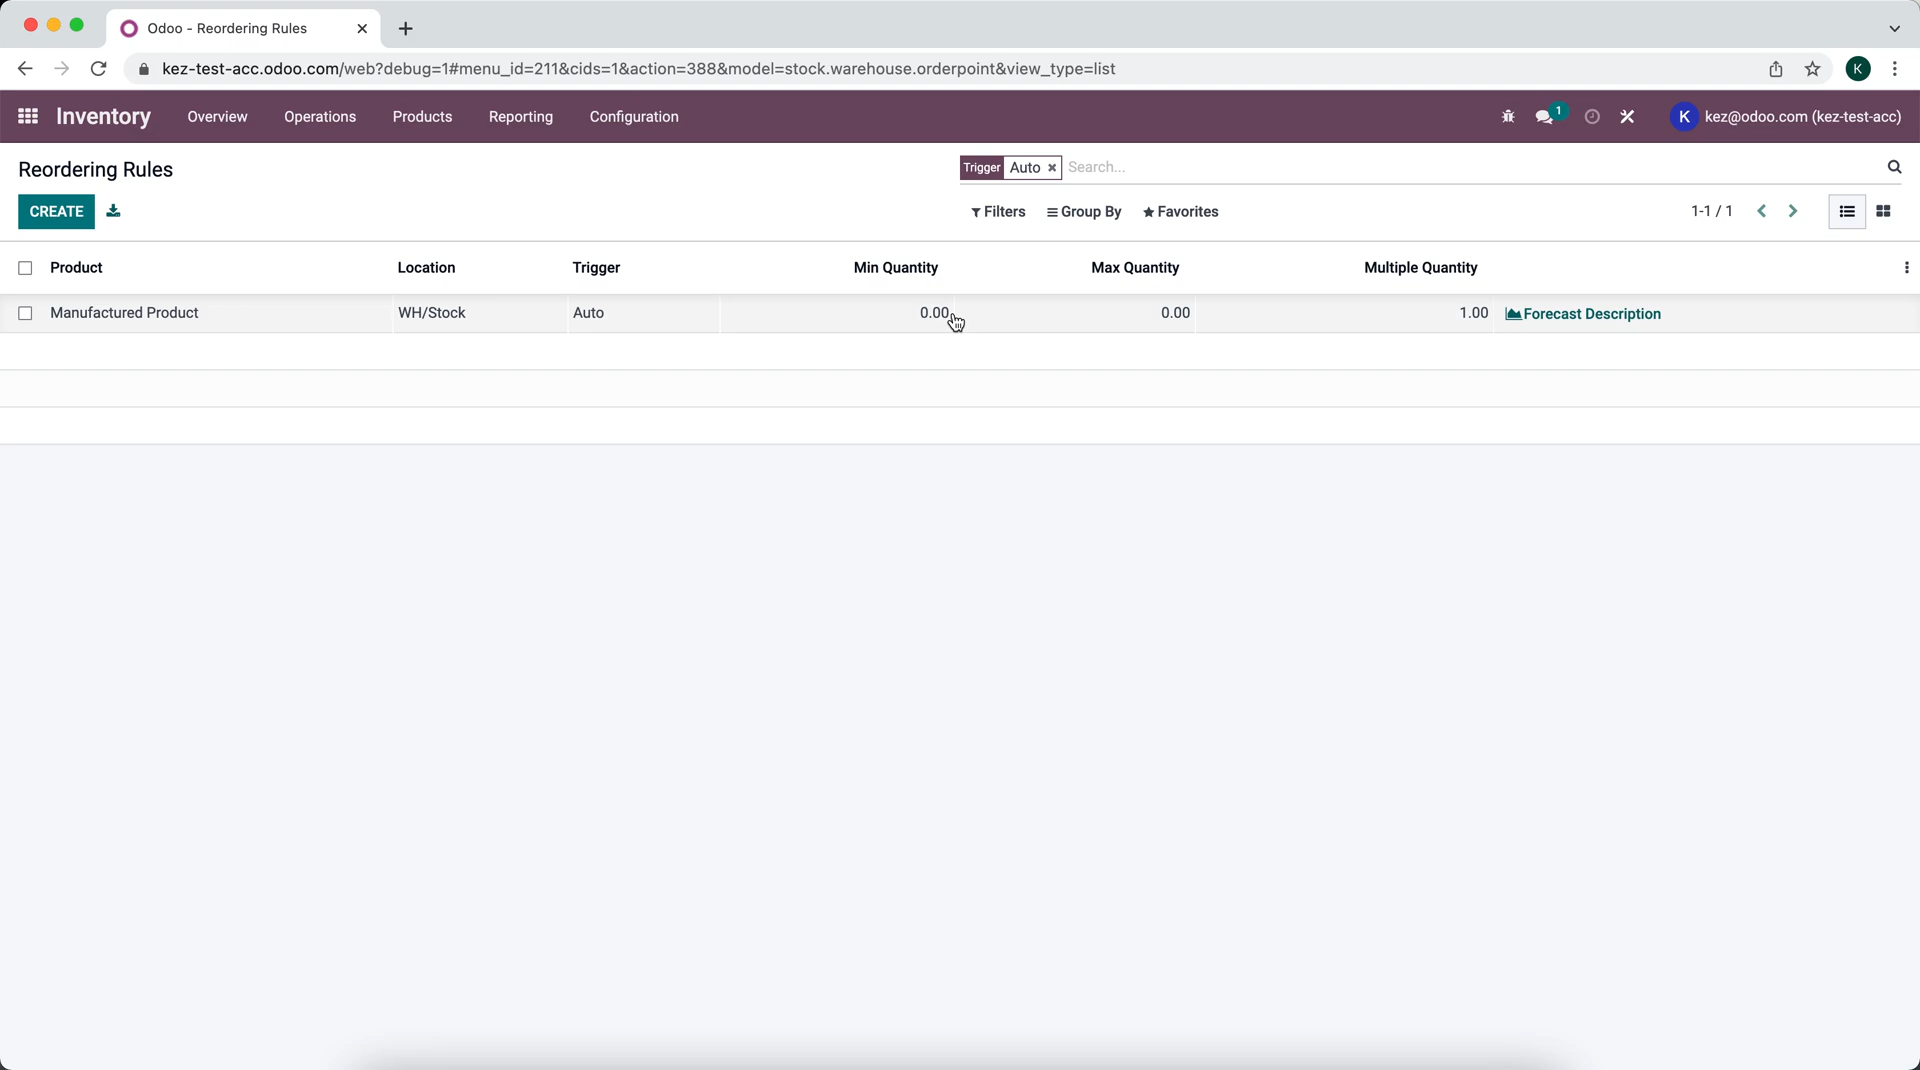 Odoo - Reordering Rules
kez-test-acc.odoo.com/web?debug=1#menu_id=211&cids=1&action=388&model=stock.warehouse.orderpoint&view_type=list
K
Inventory Overview Operations Products Reporting Configuration
1
K kez@odoo.com (kez-test-acc)
Reordering Rules
Trigger Auto Search...
CREATE
Filters Group By Favorites
1-1 / 1
Product Location Trigger Min Quantity Max Quantity Multiple Quantity
Manufactured Product WH/Stock Auto 0.00 0.00 1.00 Forecast Description